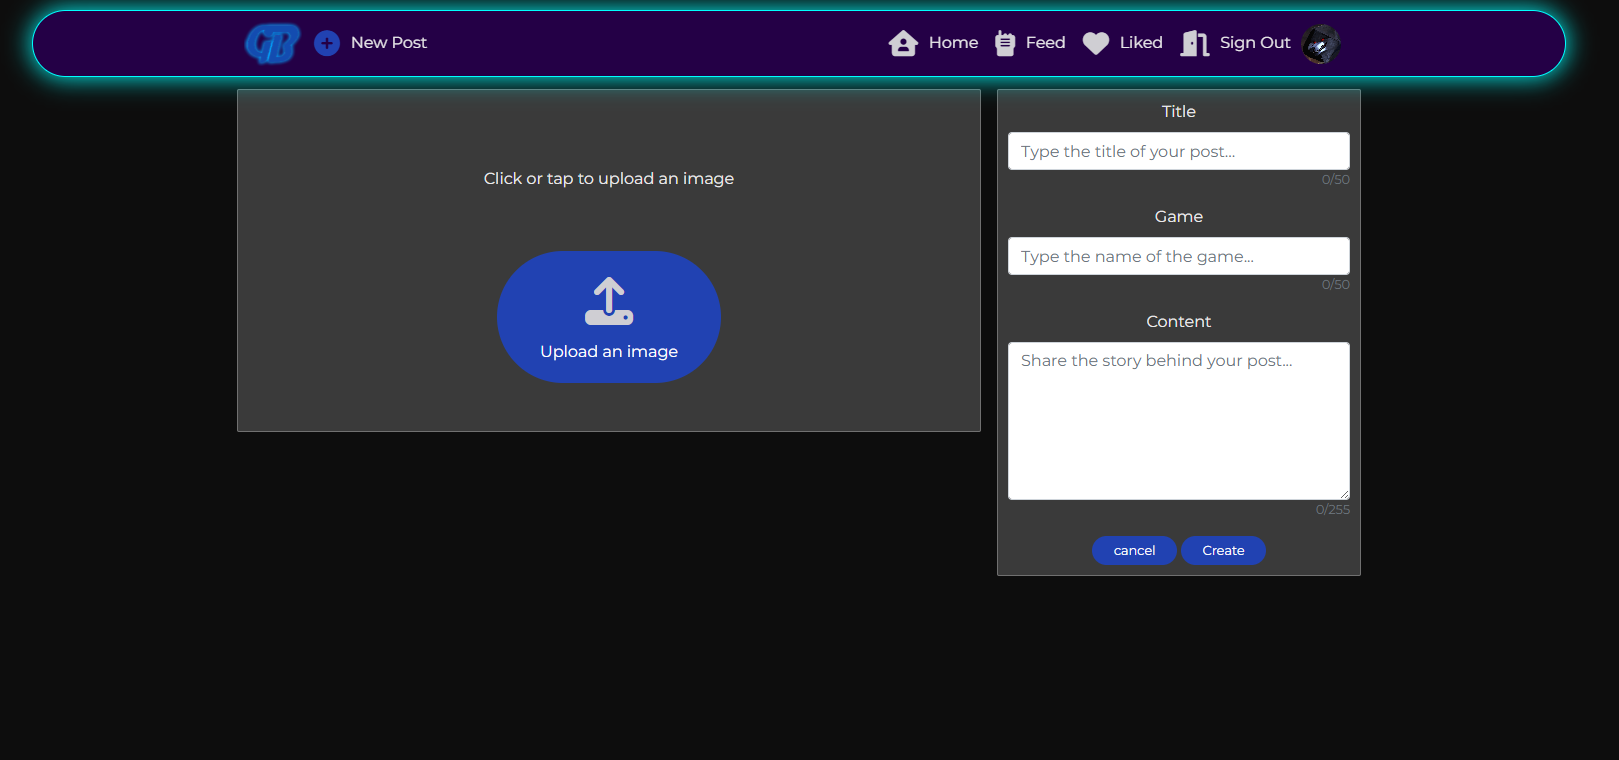 GB New Post Home Feed Liked Sign Out
Click or tap to upload an image
Upload an image
Title
Type the title of your post...
0/50
Game
Type the name of the game...
0/50
Content
Share the story behind your post...
0/255
cancel Create